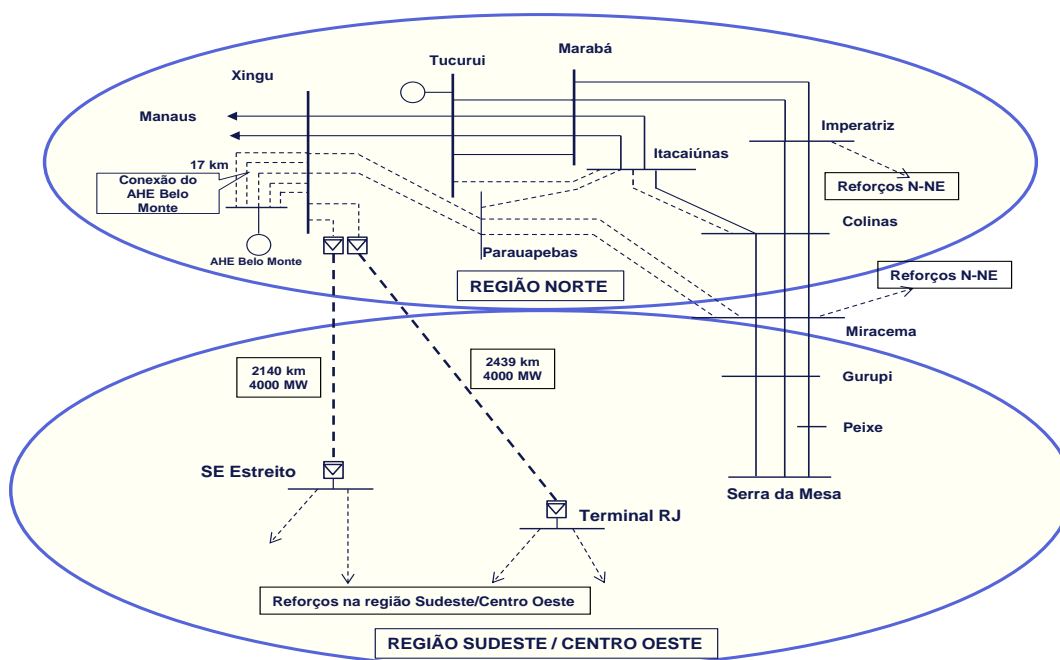 Marabá
Tucurui
Xingu
Manaus
Imperatriz
Itacaiúnas
17 km
Conexão do
AHE Belo
Monte
Reforços N-NE
Colinas
Parauapebas
AHE Belo Monte
REGIÃO NORTE
Reforços N-NE
Miracema
2140 km
4000 MW
2439 km
4000 MW
Gurupi
Peixe
SE Estreito
Serra da Mesa
Terminal RJ
Reforços na região Sudeste/Centro Oeste
REGIÃO SUDESTE / CENTRO OESTE